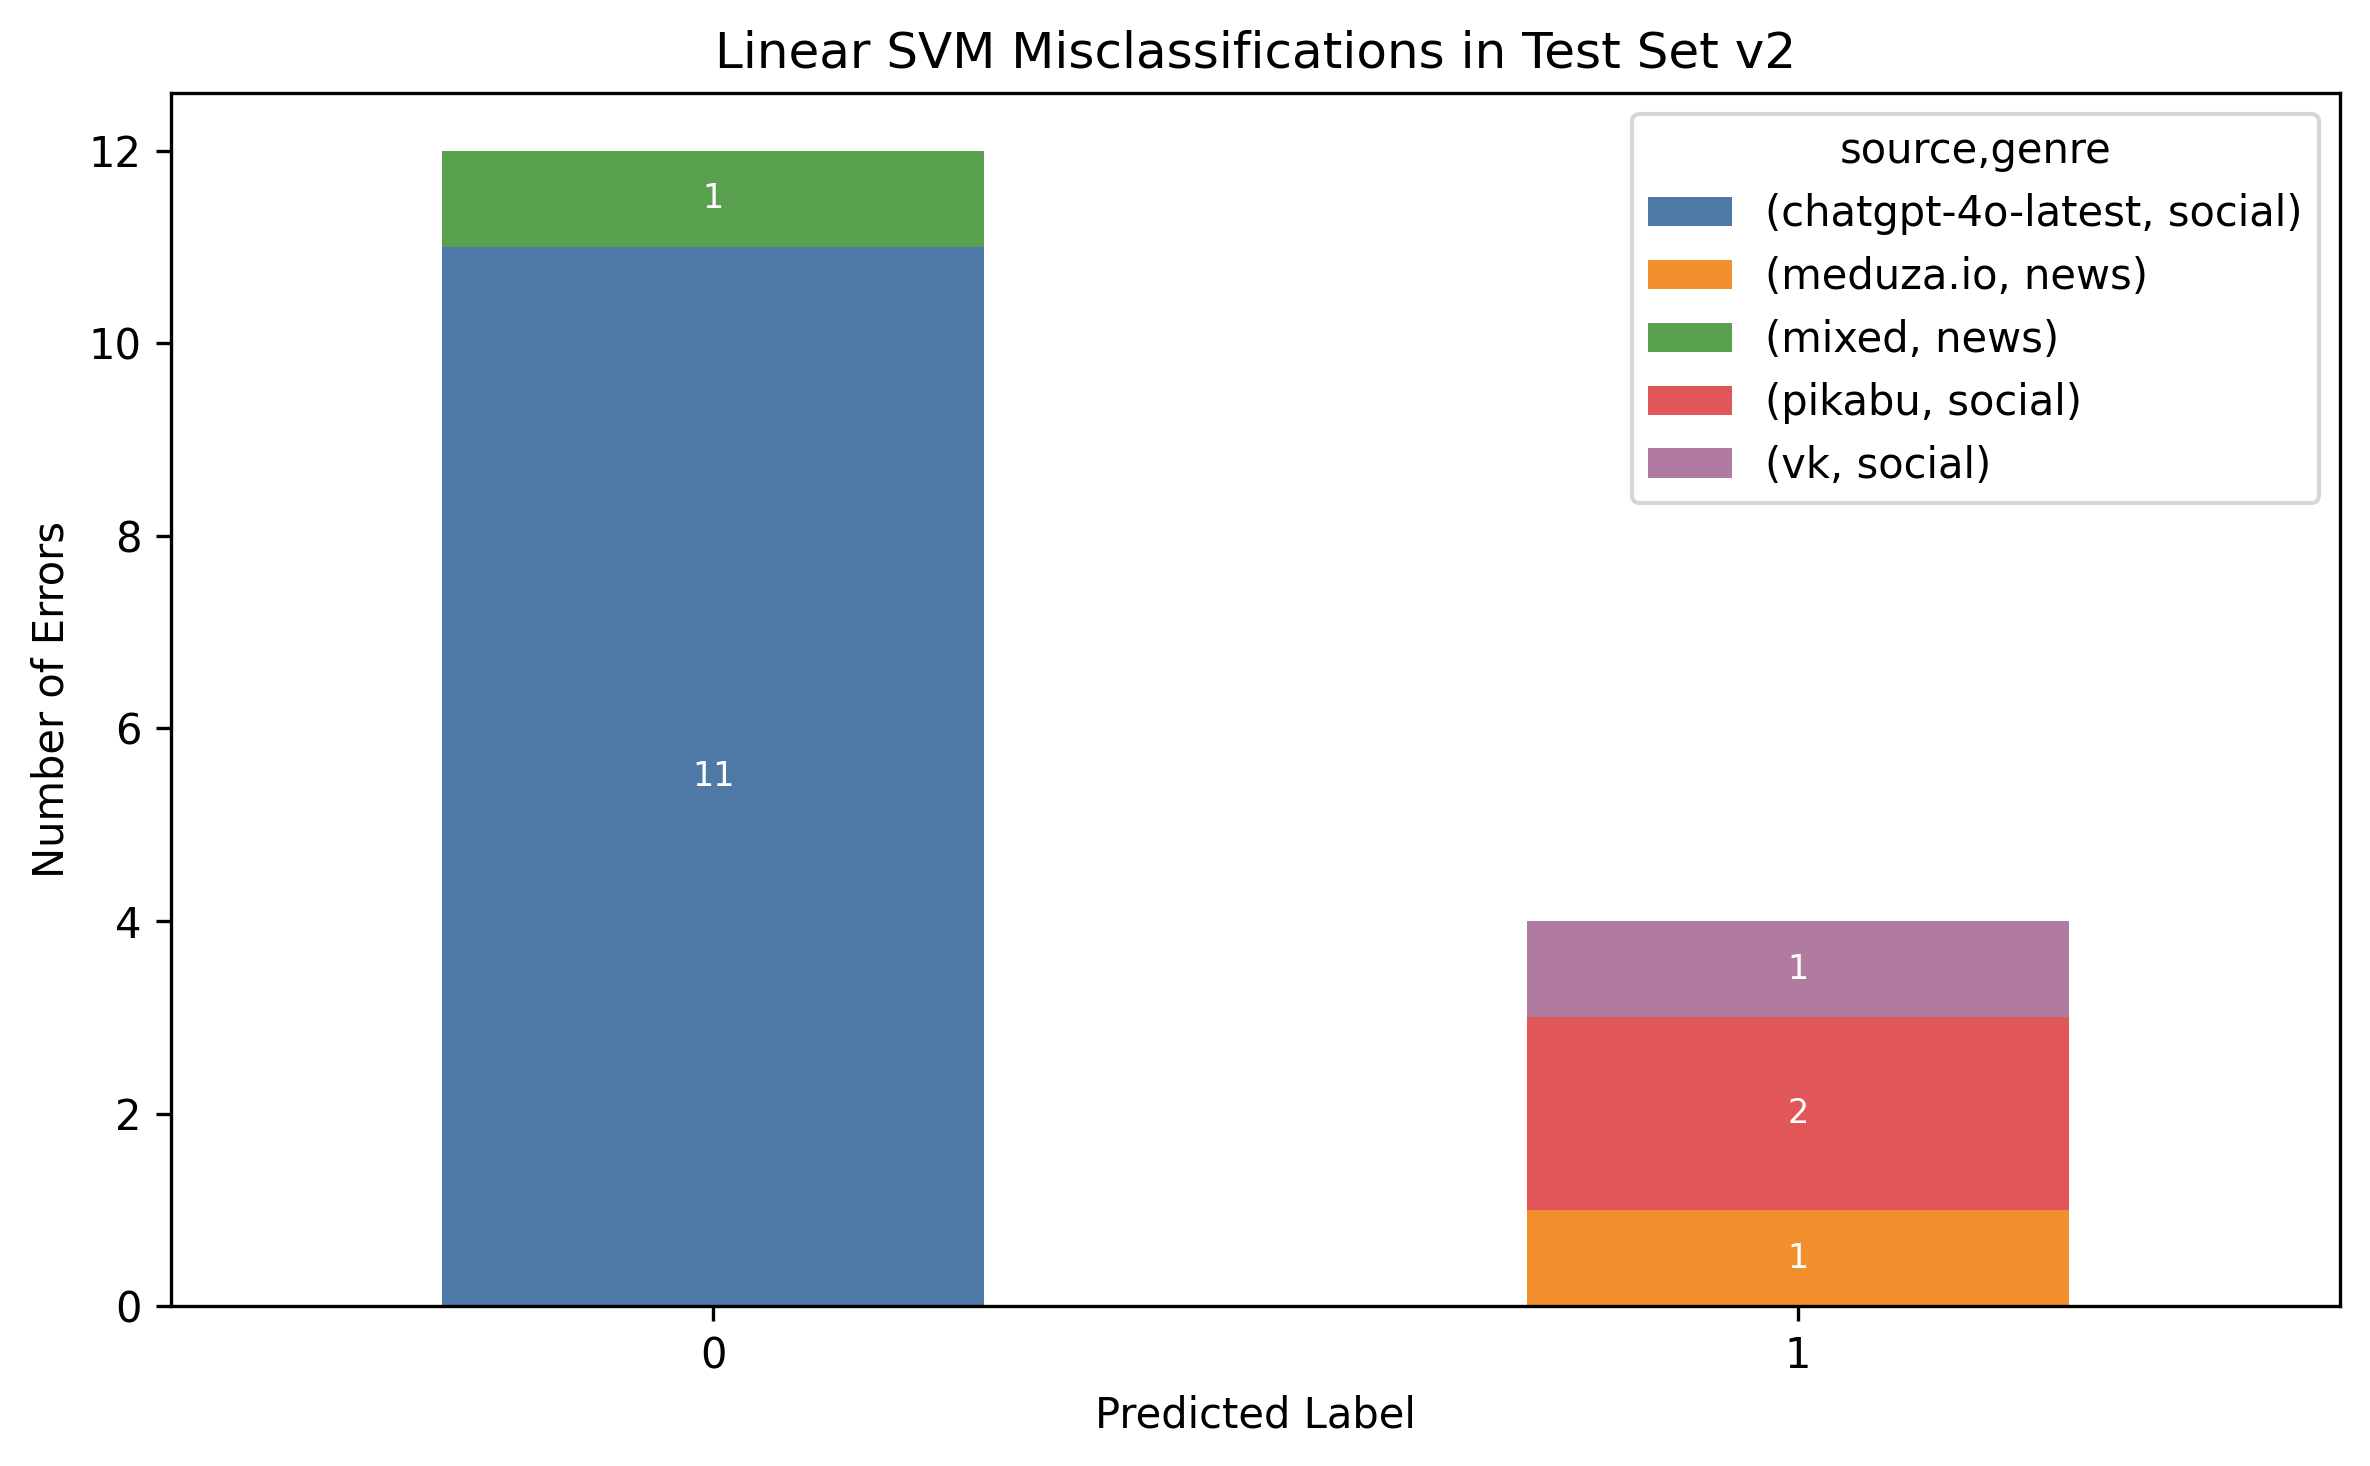 Linear SVM Misclassifications in Test Set v2
source,genre
(chatgpt-4o-latest, social)
(meduza.io, news)
(mixed, news)
(pikabu, social)
(vk, social)
Number of Errors
12
10
8
6
4
2
0
1
11
1
2
1
0
1
Predicted Label